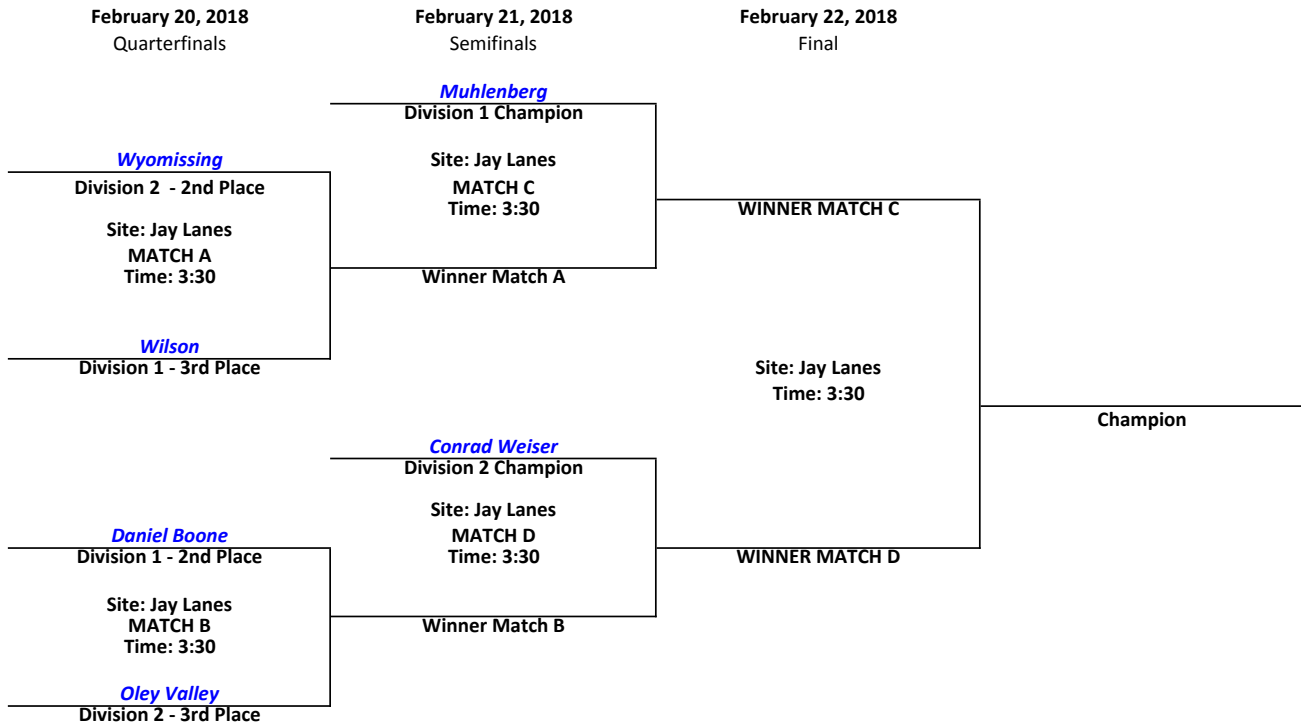 February 20, 2018
Quarterfinals
February 21, 2018
Semifinals
February 22, 2018
Final
Muhlenberg
Division 1 Champion
Wyomissing
Division 2 - 2nd Place
Site: Jay Lanes
MATCH A
Time: 3:30
Site: Jay Lanes
MATCH C
Time: 3:30
WINNER MATCH C
Winner Match A
Wilson
Division 1 - 3rd Place
Site: Jay Lanes
Time: 3:30
Champion
Conrad Weiser
Division 2 Champion
Site: Jay Lanes
MATCH D
Time: 3:30
Daniel Boone
Division 1 - 2nd Place
WINNER MATCH D
Site: Jay Lanes
MATCH B
Time: 3:30
Winner Match B
Oley Valley
Division 2 - 3rd Place